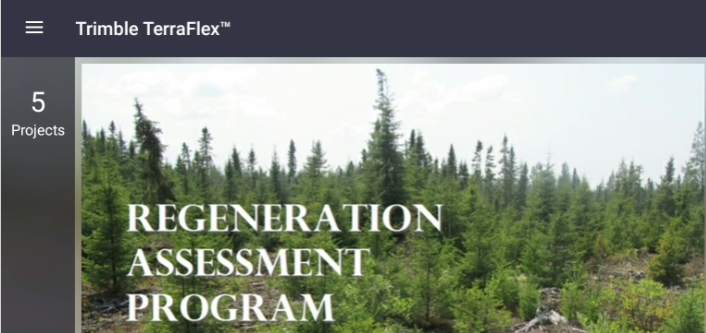 Trimble TerraFlex™
5
Projects
REGENERATION
ASSESSMENT
PROGRAM